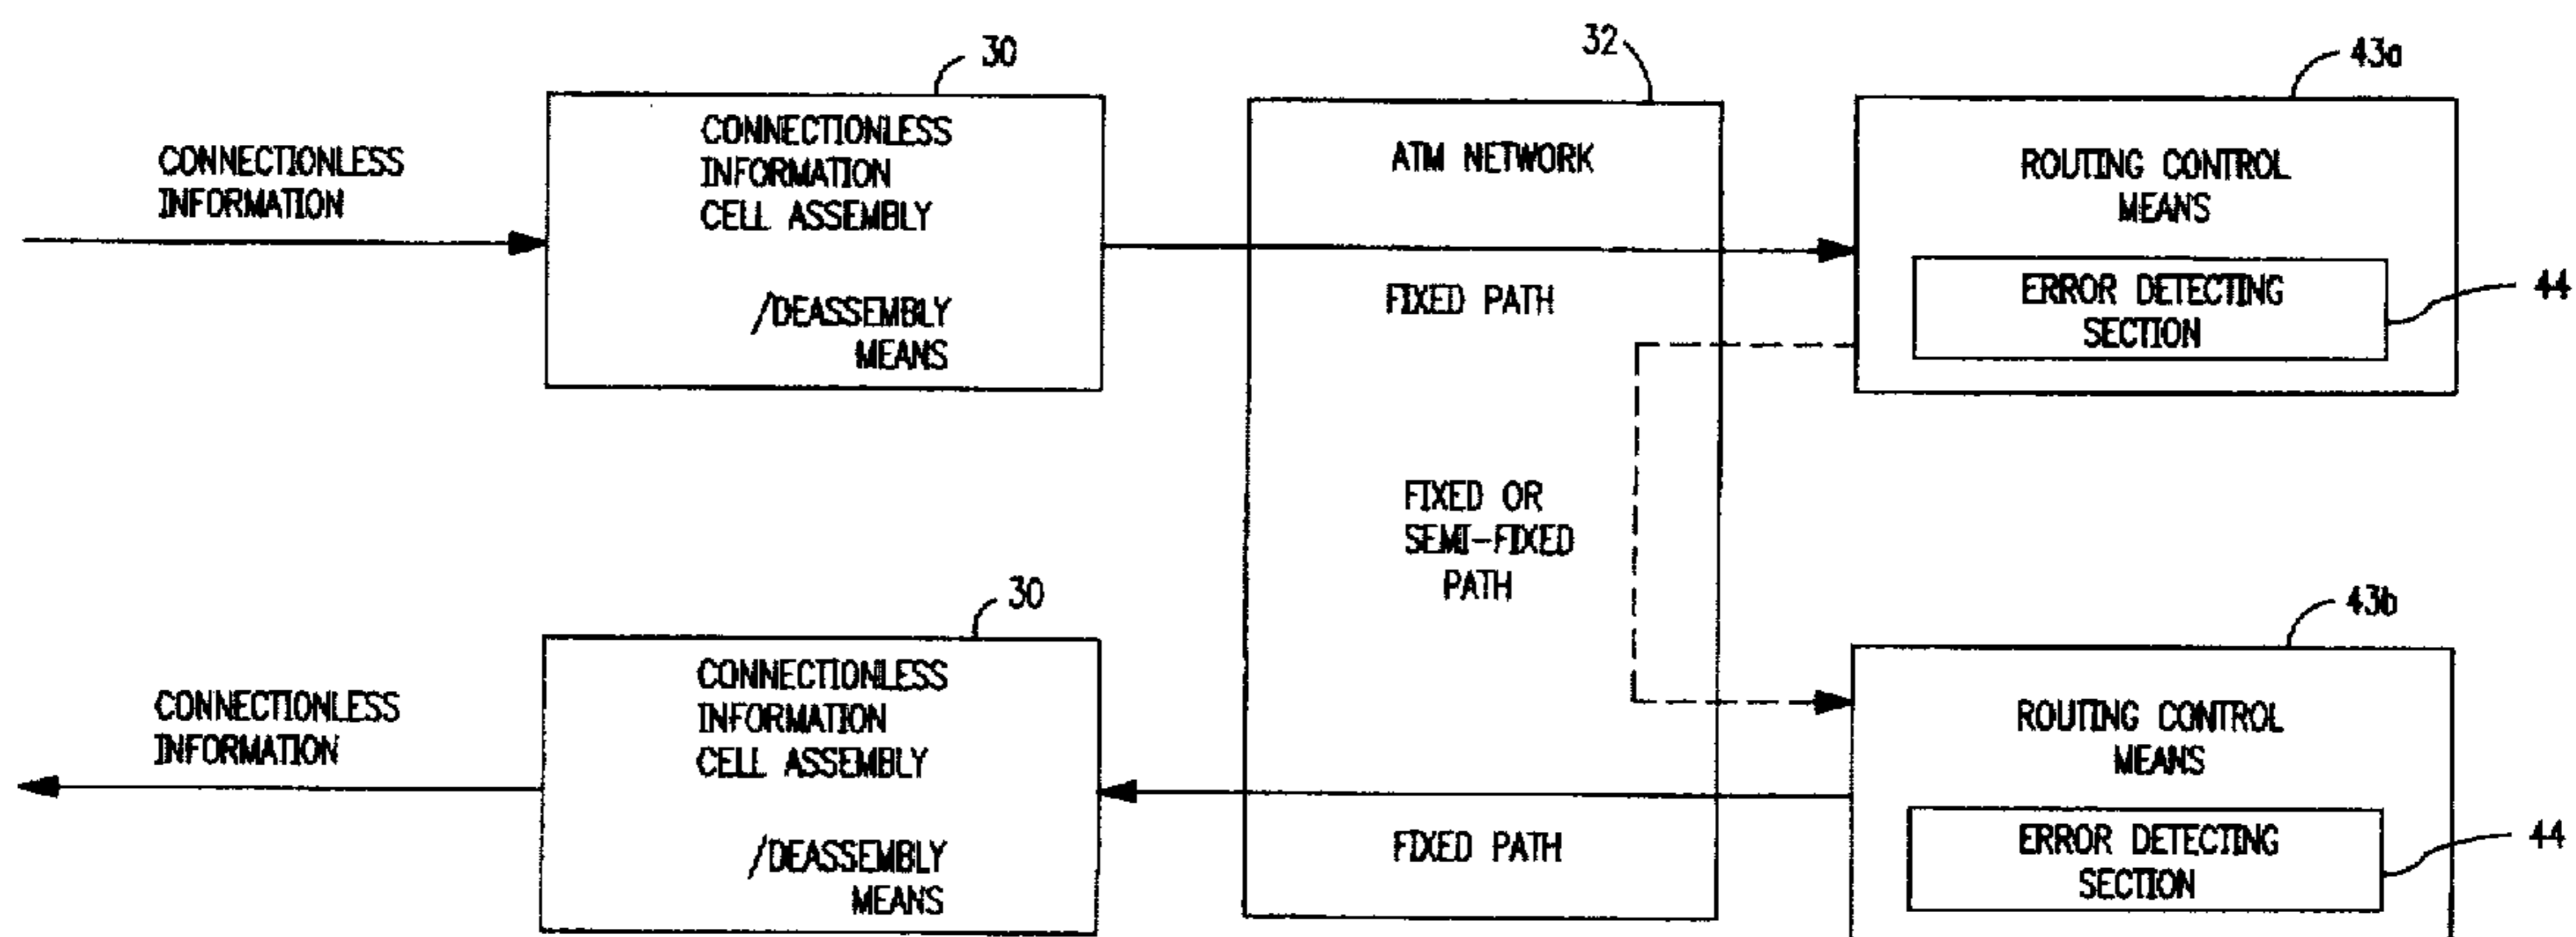 30
32
43a
CONNECTIONLESS
INFORMATION
CONNECTIONLESS
INFORMATION
CELL ASSEMBLY
/DEASSEMBLY
MEANS
ATM NETWORK
FIXED PATH
ROUTING CONTROL
MEANS
ERROR DETECTING
SECTION
44
FIXED OR
SEMI-FIXED
PATH
30
43b
CONNECTIONLESS
INFORMATION
CONNECTIONLESS
INFORMATION
CELL ASSEMBLY
/DEASSEMBLY
MEANS
FIXED PATH
ROUTING CONTROL
MEANS
ERROR DETECTING
SECTION
44